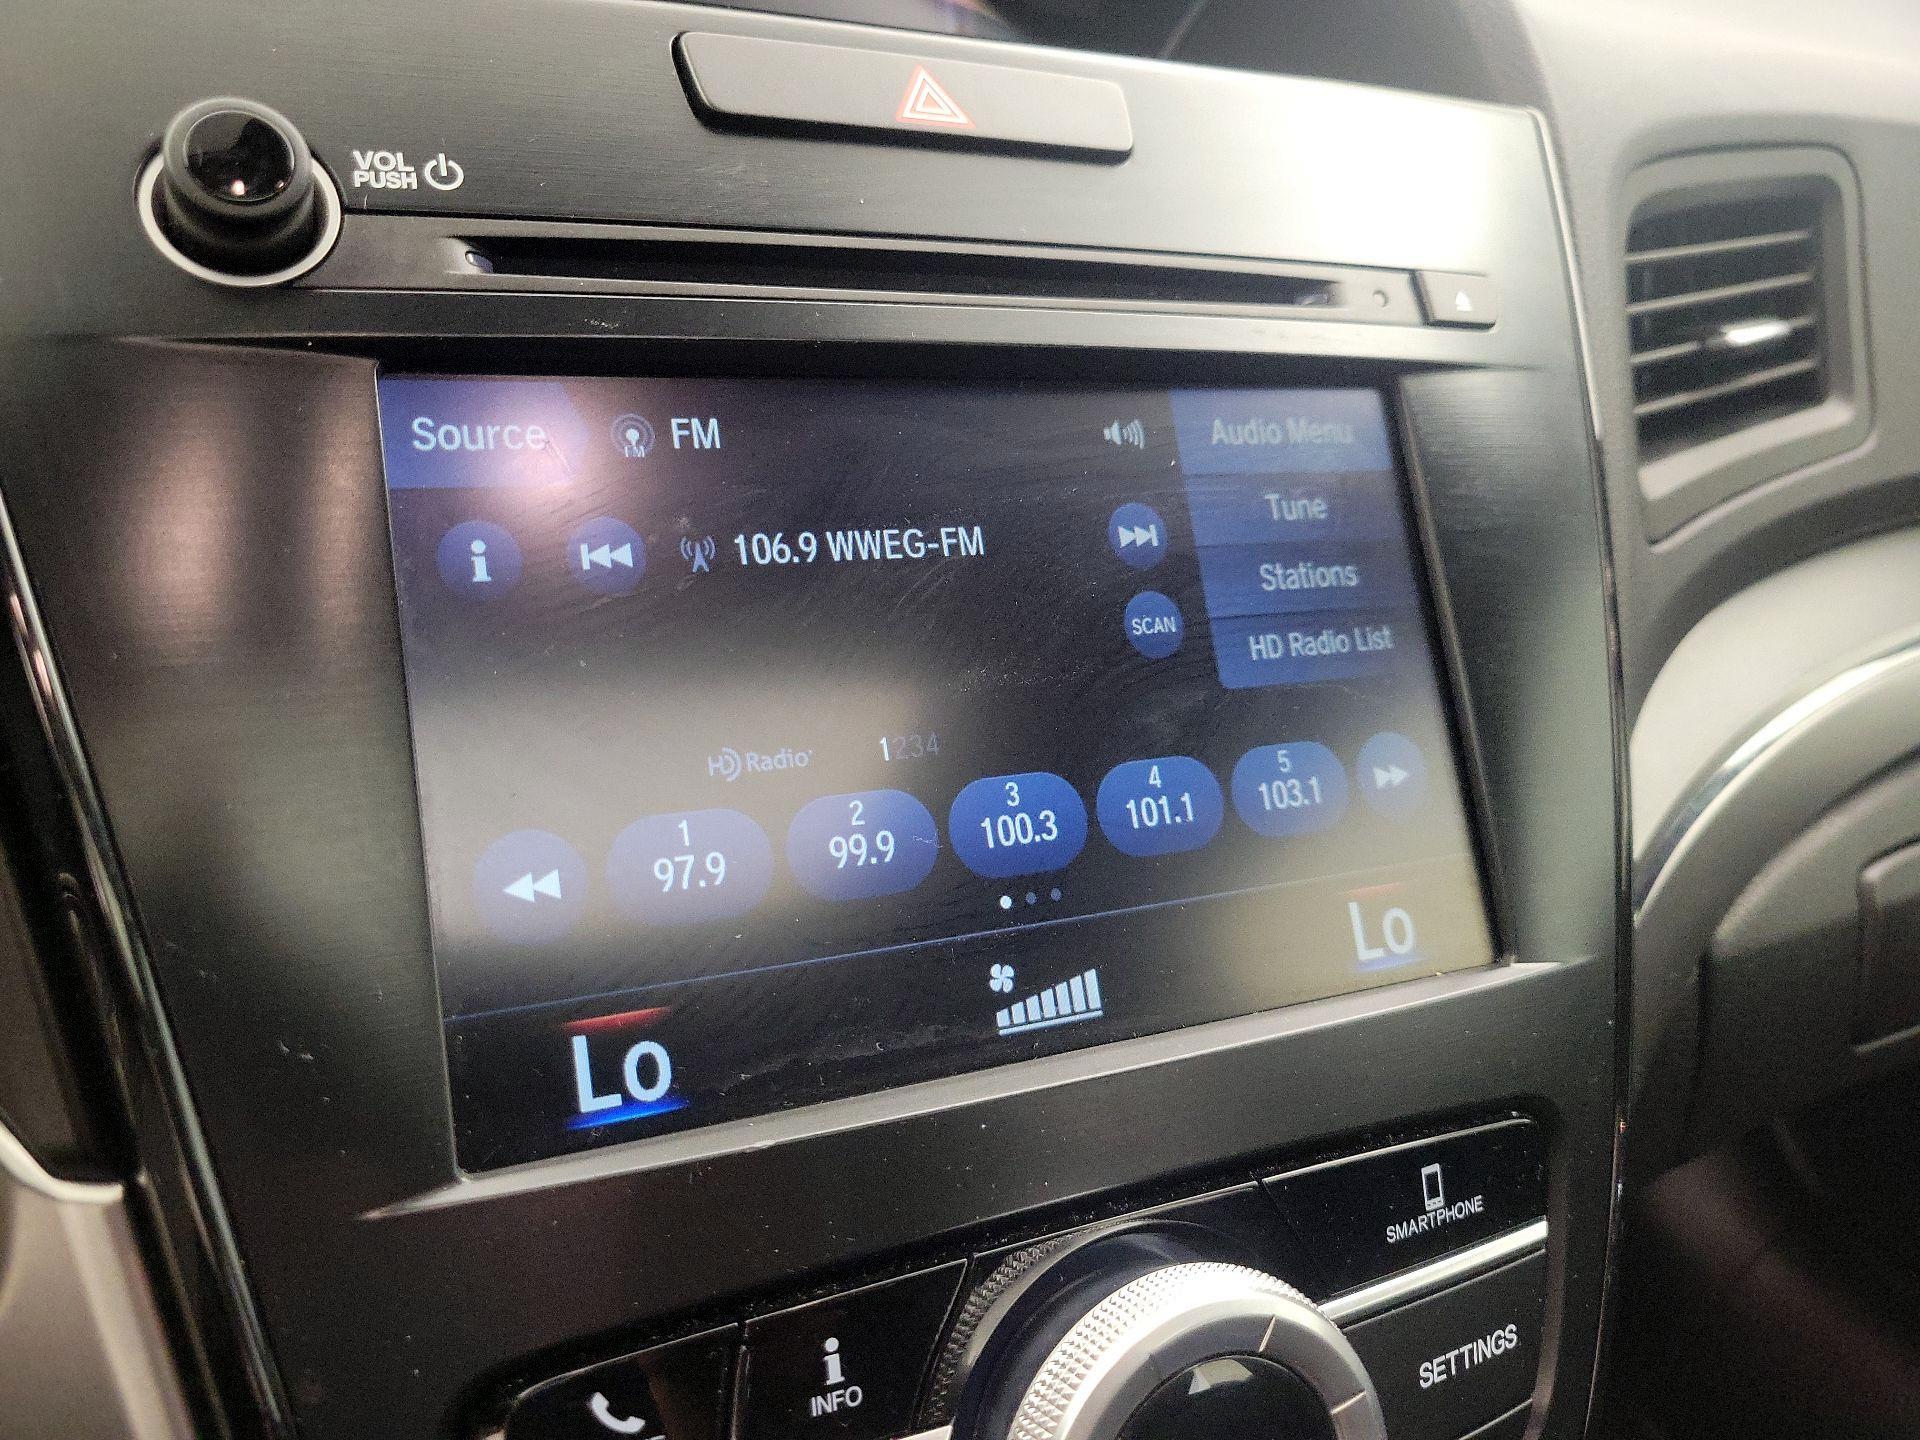 VOL
PUSH
Source FM FM Audio Menu
106.9 WWEG-FM Tune
Stations
SCAN
HD Radio List
HD Radio 1234
1 2 3 4 5
97.9 99.9 100.3 101.1 103.1
Lo Lo
SMARTPHONE
INFO SETTINGS